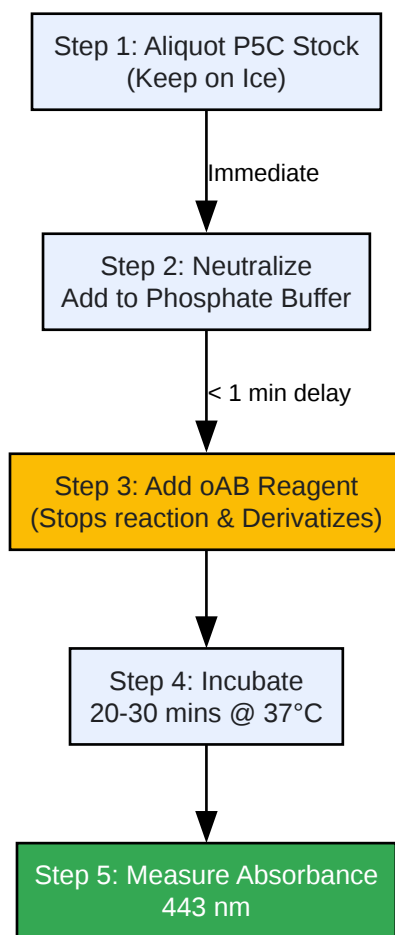 Step 1: Aliquot P5C Stock
(Keep on Ice)
Immediate
Step 2: Neutralize
Add to Phosphate Buffer
< 1 min delay
Step 3: Add oAB Reagent
(Stops reaction & Derivatizes)
Step 4: Incubate
20-30 mins @ 37°C
Step 5: Measure Absorbance
443 nm